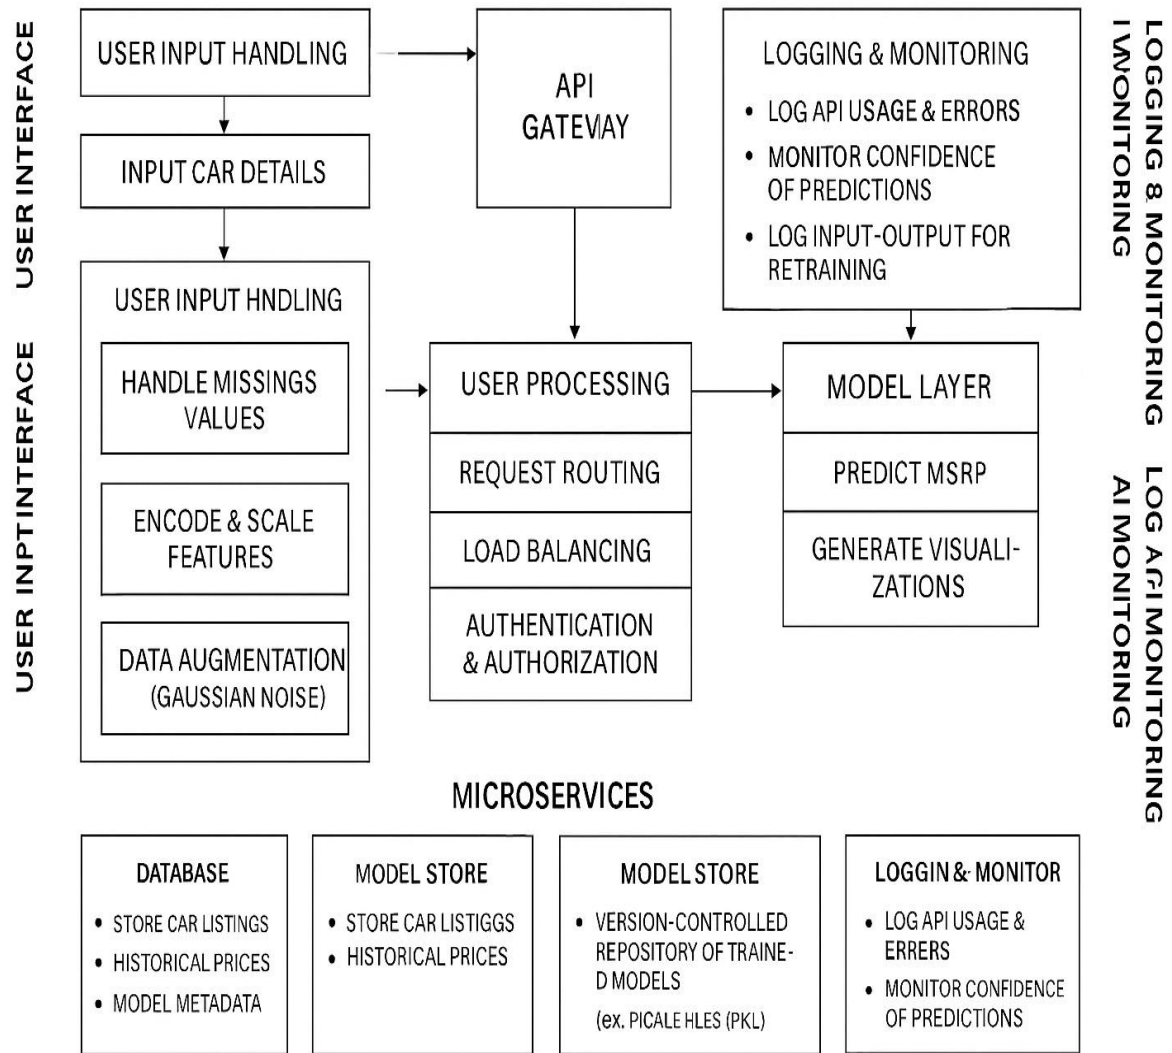 USER INTERFACE
USER INPTINTERFACE
USER INPUT HANDLING
INPUT CAR DETAILS
USER INPUT HNDLING
HANDLE MISSINGS
VALUES
ENCODE & SCALE
FEATURES
DATA AUGMENTATION
(GAUSSIAN NOISE)
API
GATEWAY
USER PROCESSING
REQUEST ROUTING
LOAD BALANCING
AUTHENTICATION
& AUTHORIZATION
LOGGING & MONITORING
• LOG API USAGE & ERRORS
• MONITOR CONFIDENCE
OF PREDICTIONS
• LOG INPUT-OUTPUT FOR
RETRAINING
MODEL LAYER
PREDICT MSRP
GENERATE VISUALI-
ZATIONS
LOGGING & MONITORING
MONITORING
LOG MONITORING
AI MONITORING
MICROSERVICES
DATABASE
• STORE CAR LISTINGS
• HISTORICAL PRICES
• MODEL METADATA
MODEL STORE
• STORE CAR LISTIGGS
• HISTORICAL PRICES
MODEL STORE
• VERSION-CONTROLLED
REPOSITORY OF TRAINE-
D MODELS
(ex. PICALE HLES (PKL)
LOGGIN & MONITOR
• LOG API USAGE &
ERRERS
• MONITOR CONFIDENCE
OF PREDICTIONS